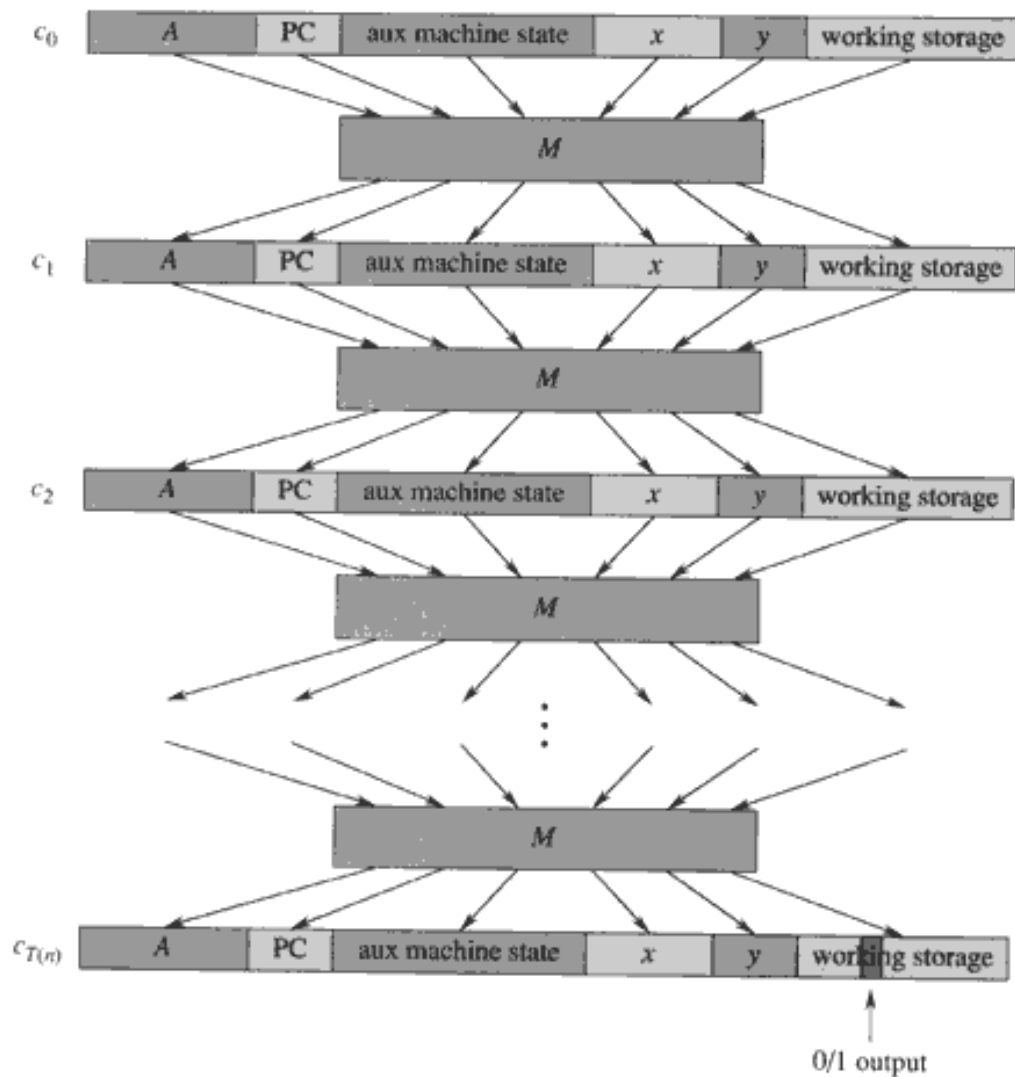 c0 A PC aux machine state x y working storage
M
c1 A PC aux machine state x y working storage
M
c2 A PC aux machine state x y working storage
M
M
cT(n) A PC aux machine state x y working storage
0/1 output